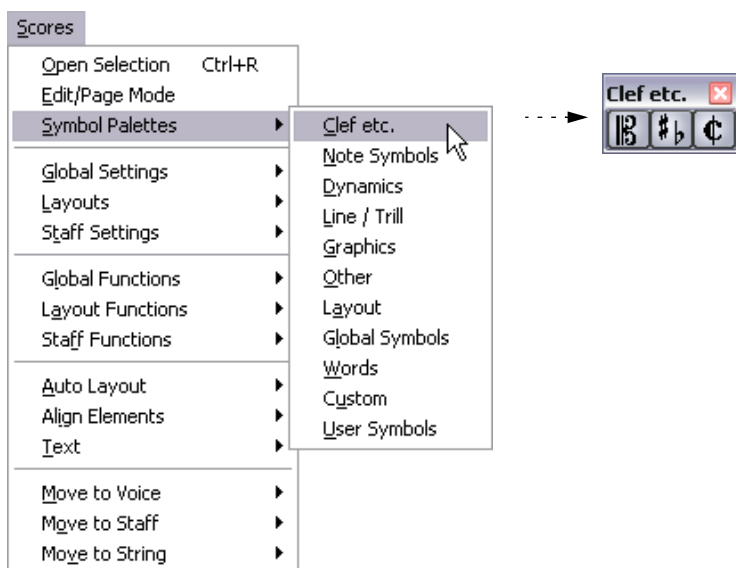 Scores
Open Selection Ctrl+R
Edit/Page Mode
Symbol Palettes
Global Settings
Layouts
Staff Settings
Global Functions
Layout Functions
Staff Functions
Auto Layout
Align Elements
Text
Move to Voice
Move to Staff
Move to String
Clef etc.
Note Symbols
Dynamics
Line / Trill
Graphics
Other
Layout
Global Symbols
Words
Custom
User Symbols
Clef etc.